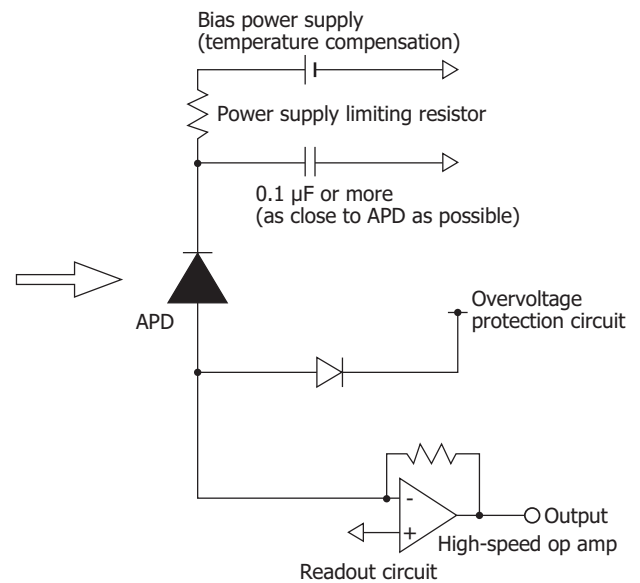 Bias power supply
(temperature compensation)
Power supply limiting resistor
0.1 µF or more
(as close to APD as possible)
APD
Overvoltage
protection circuit
-
+
Output
High-speed op amp
Readout circuit